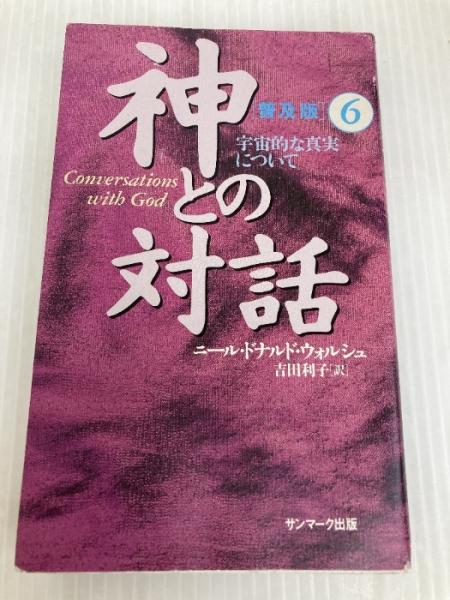 神との対話
[普及版] 6
宇宙的な真実
について
Conversations
with God
ニール・ドナルド・ウォルシュ
吉田利子[訳]
サンマーク出版